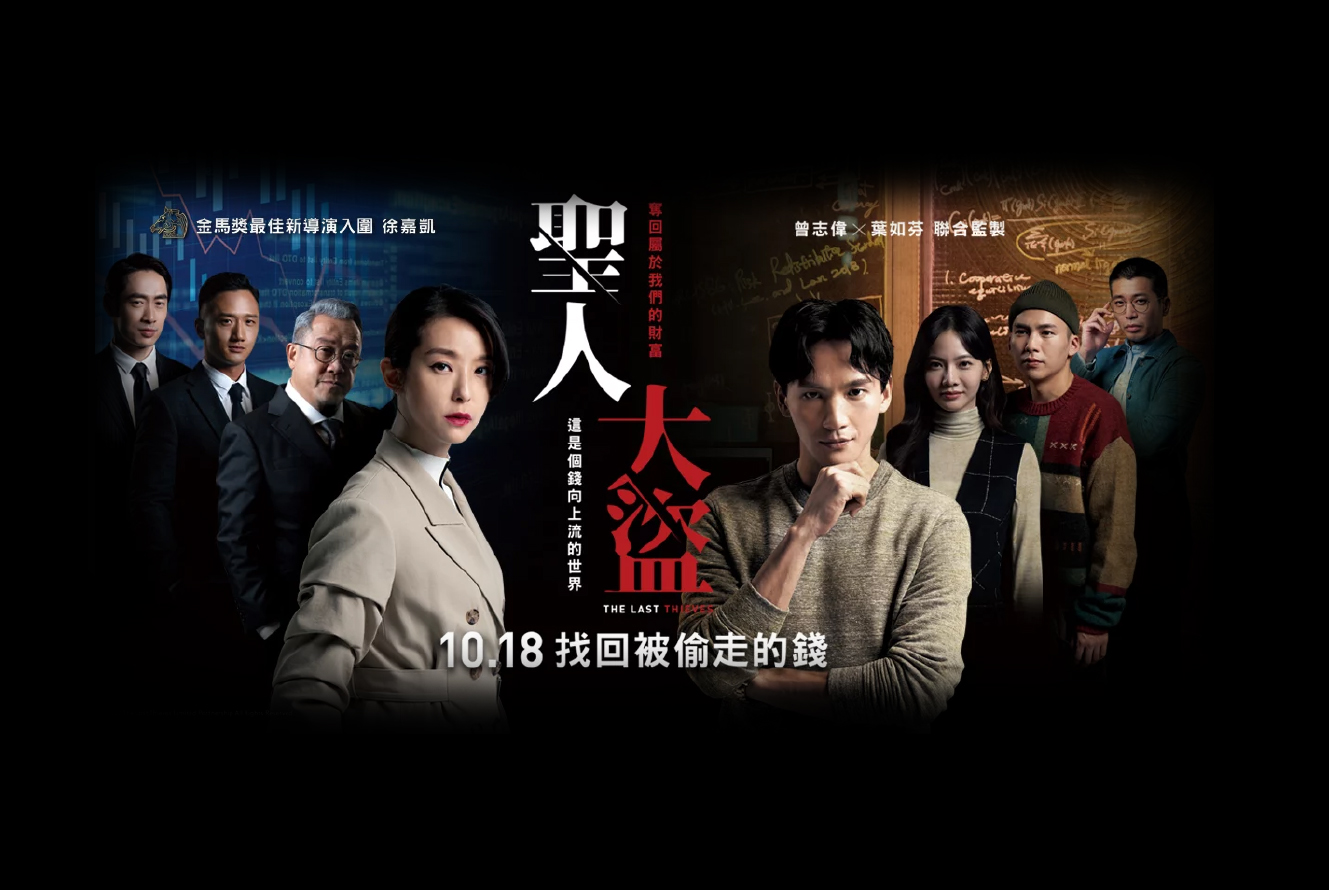 金馬獎最佳新導演入圍 徐嘉凱
曾志偉×葉如芬 聯合監製
聖人
大盜
奪回屬於我們的財富
這是個錢向上流的世界
THE LAST THIEVES
10.18 找回被偷走的錢
1. Cooperative